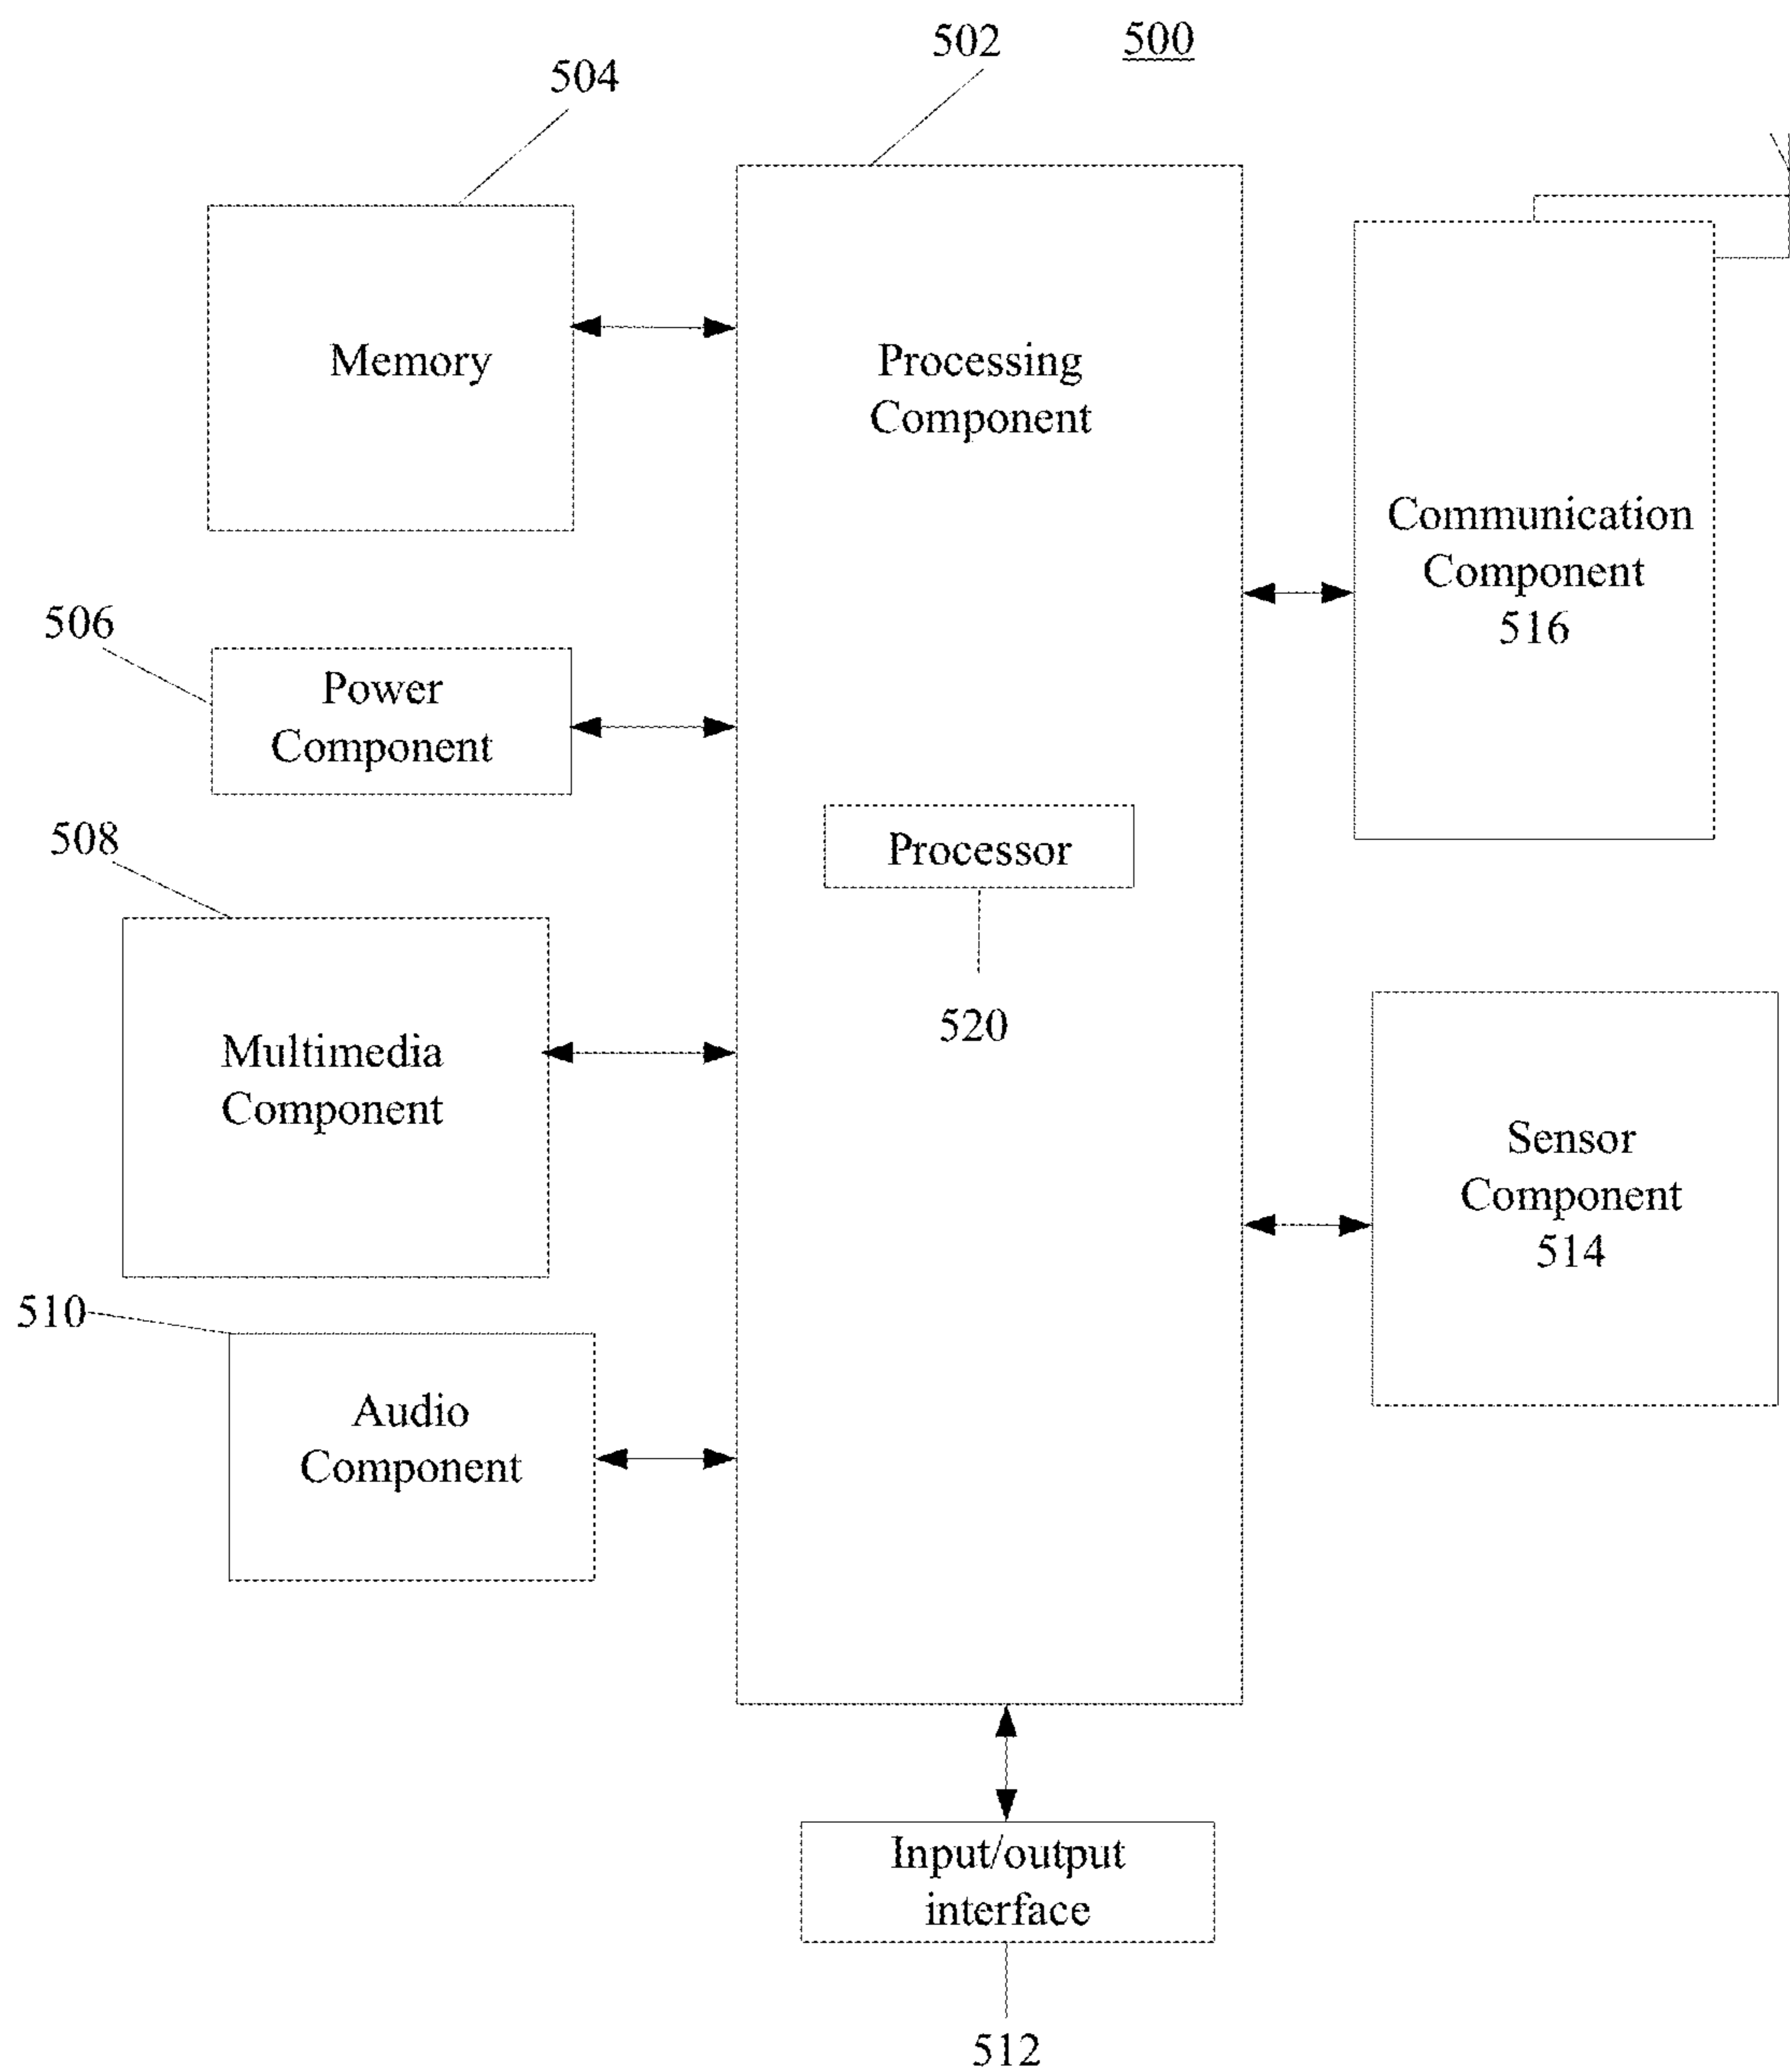 502
500
504
Memory
Processing
Component
Communication
Component
516
506
Power
Component
508
Processor
520
Multimedia
Component
Sensor
Component
514
510
Audio
Component
Input/output
interface
512